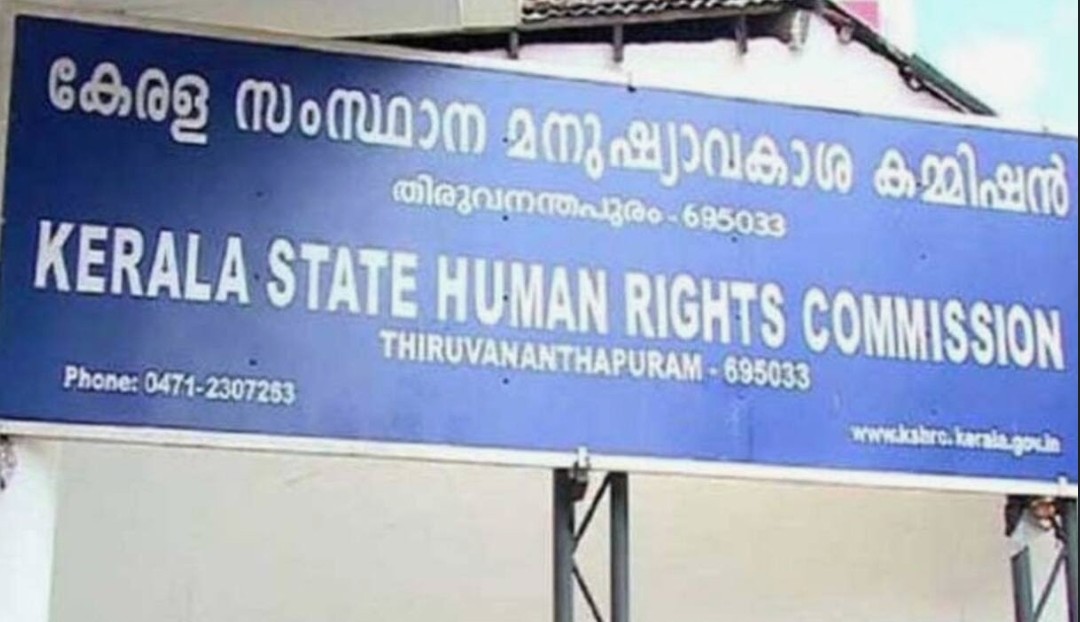 കേരള സംസ്ഥാന മനുഷ്യാവകാശ കമ്മിഷൻ
തിരുവനന്തപുരം - 695033
KERALA STATE HUMAN RIGHTS COMMISSION
THIRUVANANTHAPURAM - 695033
Phone: 0471-2307263
www.kshrc.kerala.gov.in